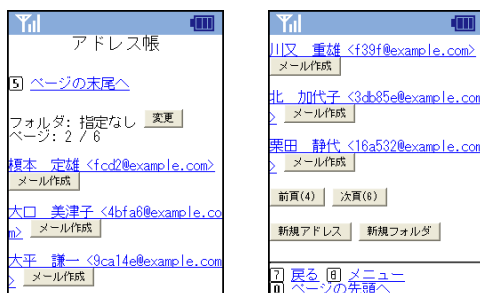 アドレス帳
5 ページの末尾へ
フォルダ: 指定なし 変更
ページ: 2 / 6
榎本 定雄 <fcd2@example.com>
メール作成
大口 美津子 <4bfa6@example.co
m> メール作成
大平 謙一 <9ca14e@example.com
> メール作成
川又 重雄 <f39f@example.com>
メール作成
北 加代子 <3db85e@example.com
> メール作成
栗田 静代 <16a532@example.com
> メール作成
前頁(4) 次頁(6)
新規アドレス 新規フォルダ
7 戻る 8 メニュー
0 ページの先頭へ